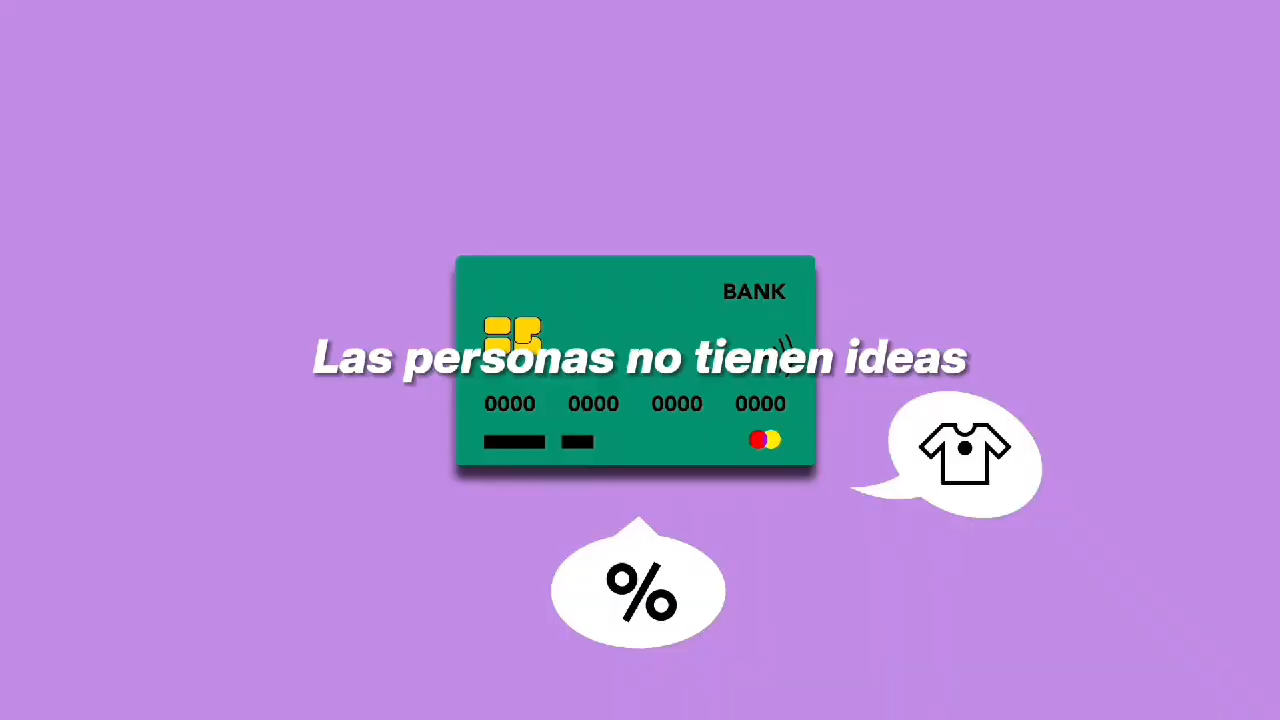 BANK
Las personas no tienen ideas
0000 0000 0000 0000
%